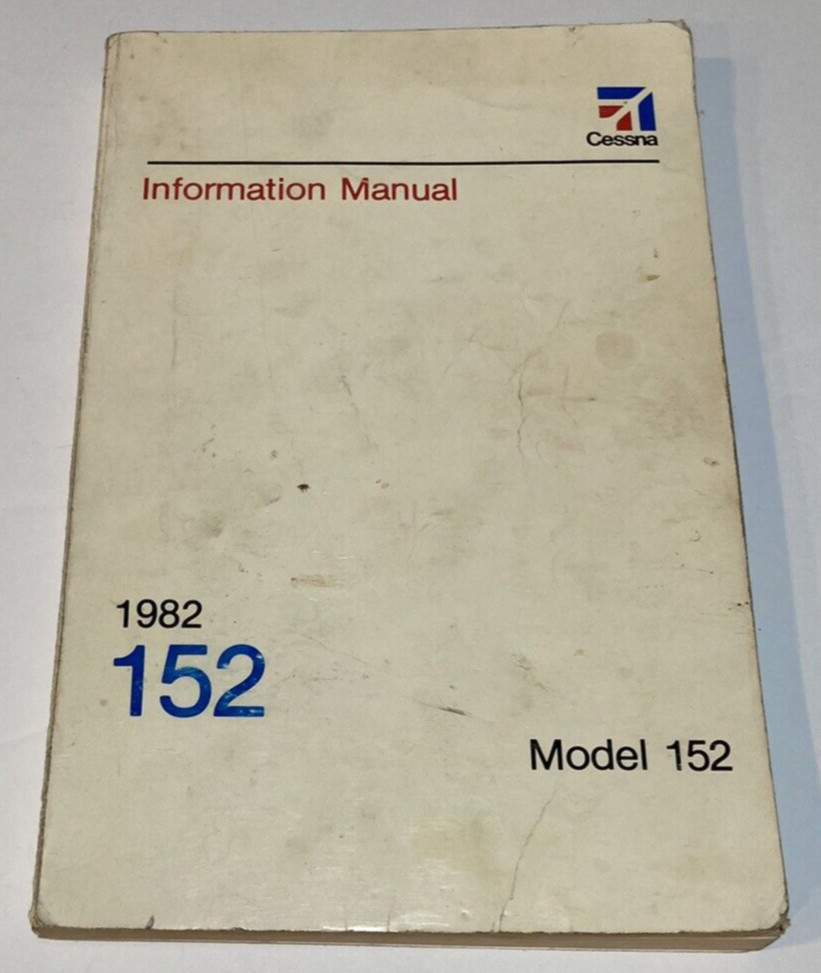 Cessna
Information Manual
1982
152
Model 152